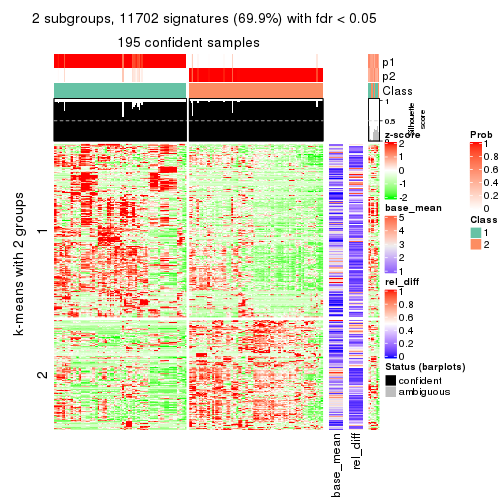 2 subgroups, 11702 signatures (69.9%) with fdr < 0.05
195 confident samples
p1
p2
Class
1
0.5
0
Silhouette
score
k-means with 2 groups
1
2
base_mean
rel_diff
z-score
2
1
0
-1
-2
base_mean
5
4
3
2
1
rel_diff
1
0.8
0.6
0.4
0.2
0
Status (barplots)
confident
ambiguous
Prob
1
0.8
0.6
0.4
0.2
0
Class
1
2